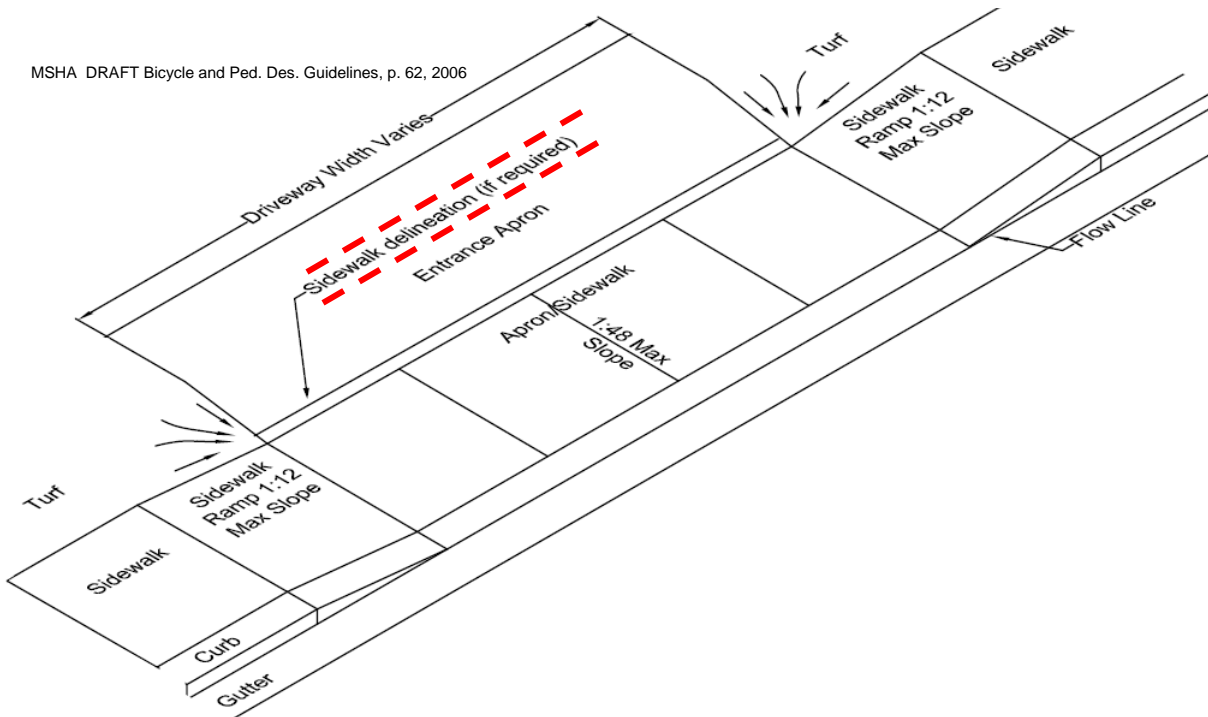 MSHA DRAFT Bicycle and Ped. Des. Guidelines, p. 62, 2006
Turf
Sidewalk
Sidewalk
Ramp 1:12
Max Slope
Driveway Width Varies
Sidewalk delineation (if required)
Entrance Apron
Flow Line
Apron/Sidewalk
1:48 Max
Slope
Turf
Sidewalk
Ramp 1:12
Max Slope
Sidewalk
Curb
Gutter